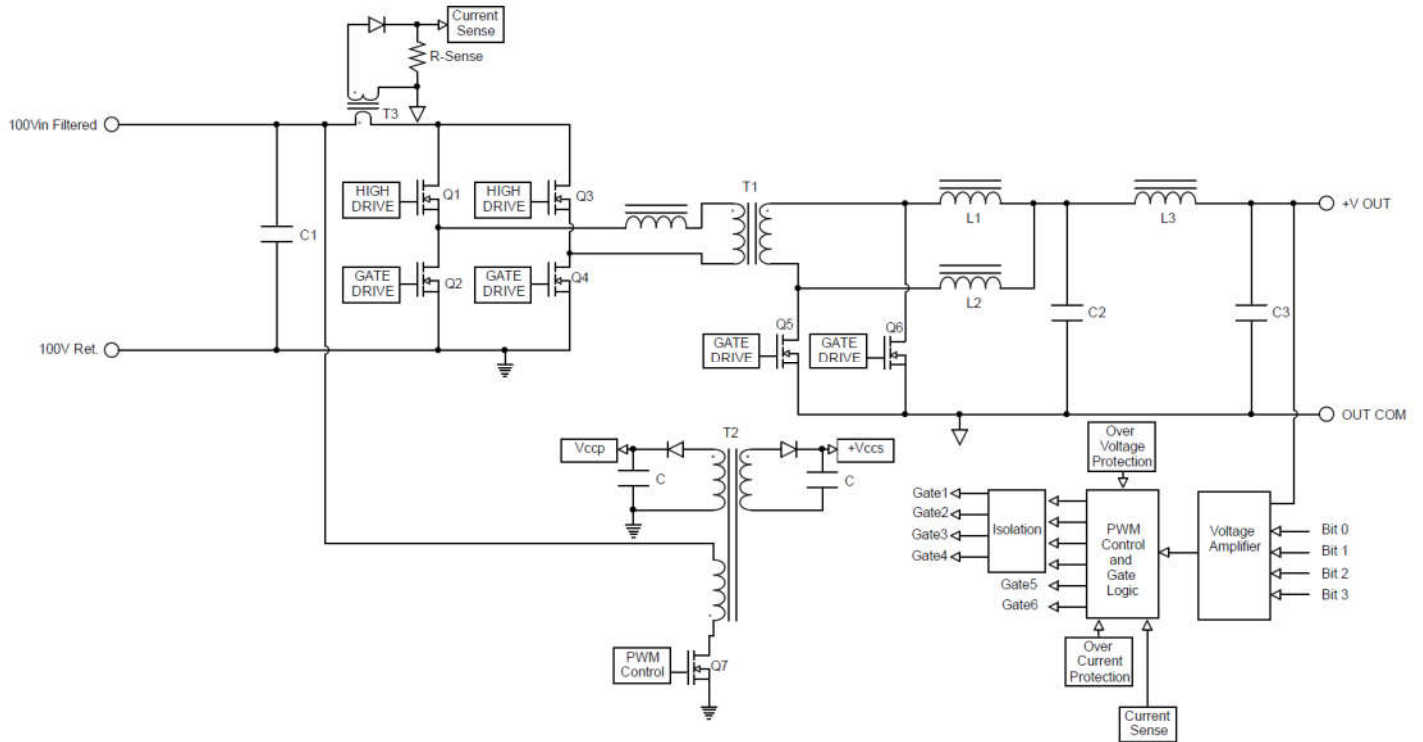 Current
Sense
R-Sense
T3
100Vin Filtered
HIGH
DRIVE
Q1
HIGH
DRIVE
Q3
T1
L1
L3
+V OUT
C1
GATE
DRIVE
Q2
GATE
DRIVE
Q4
L2
C2
C3
100V Ret.
GATE
DRIVE
Q5
GATE
DRIVE
Q6
OUT COM
Vccp
T2
+Vccs
C
C
Over
Voltage
Protection
Gate1
Gate2
Gate3
Gate4
Isolation
Gate5
Gate6
PWM
Control
and
Gate
Logic
Voltage
Amplifier
Bit 0
Bit 1
Bit 2
Bit 3
PWM
Control
Q7
Over
Current
Protection
Current
Sense